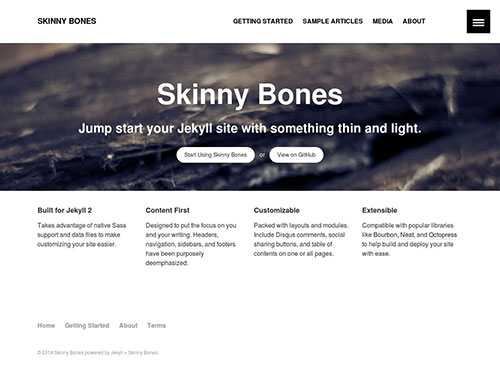 SKINNY BONES
GETTING STARTED SAMPLE ARTICLES MEDIA ABOUT
Skinny Bones
Jump start your Jekyll site with something thin and light.
Start Using Skinny Bones or View on GitHub
Built for Jekyll 2
Takes advantage of native Sass
support and data files to make
customizing your site easier.
Content First
Designed to put the focus on you
and your writing. Headers,
navigation, sidebars, and footers
have been purposely
deemphasized.
Customizable
Packed with layouts and modules.
Include Disqus comments, social
sharing buttons, and table of
contents on one or all pages.
Extensible
Compatible with popular libraries
like Bourbon, Neat, and Octopress
to help build and deploy your site
with ease.
Home Getting Started About Terms
© 2014 Skinny Bones powered by Jekyll + Skinny Bones.